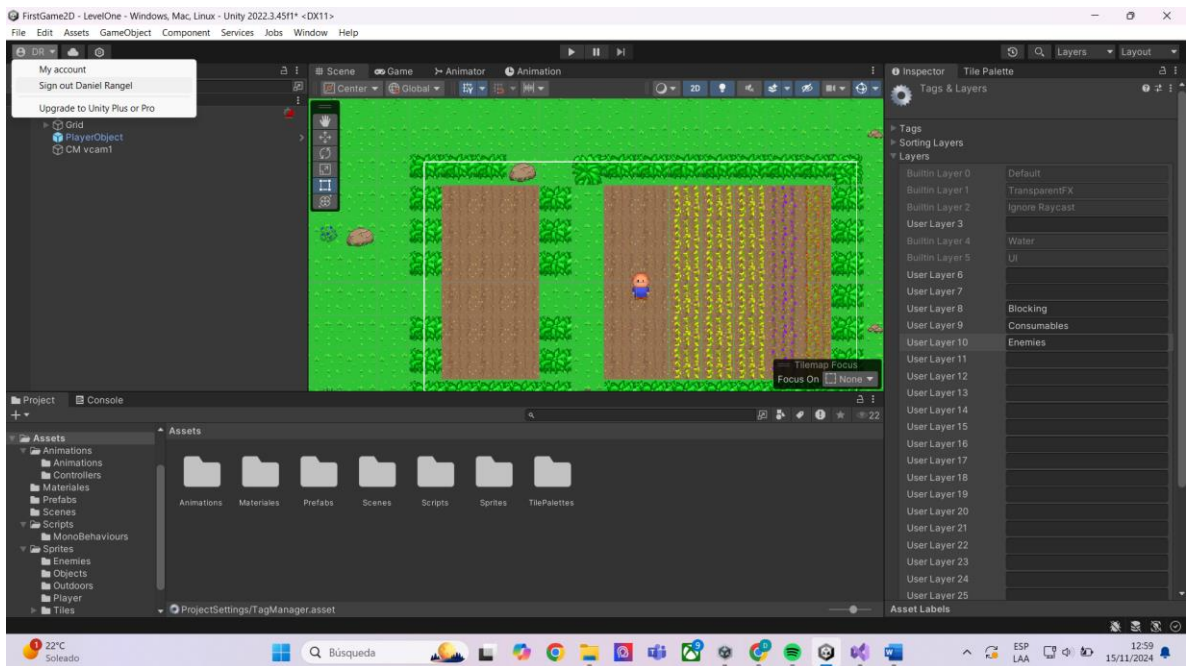 FirstGame2D - LevelOne - Windows, Mac, Linux - Unity 2022.3.45f1* <DX11>
File Edit Assets GameObject Component Services Jobs Window Help
DR
Layers Layout
My account
Sign out Daniel Rangel
Upgrade to Unity Plus or Pro
Grid
PlayerObject
CM vcam1
Scene Game Animator Animation
Center Global 2D
Tilemap Focus
Focus On None
Inspector Tile Palette
Tags & Layers
Tags
Sorting Layers
Layers
Builtin Layer 0 Default
Builtin Layer 1 TransparentFX
Builtin Layer 2 Ignore Raycast
User Layer 3
Builtin Layer 4 Water
Builtin Layer 5 UI
User Layer 6
User Layer 7
User Layer 8 Blocking
User Layer 9 Consumables
User Layer 10 Enemies
User Layer 11
User Layer 12
User Layer 13
User Layer 14
User Layer 15
User Layer 16
User Layer 17
User Layer 18
User Layer 19
User Layer 20
User Layer 21
User Layer 22
User Layer 23
User Layer 24
User Layer 25
Asset Labels
Project Console
22
Assets
Animations
Animations
Controllers
Materiales
Prefabs
Scenes
Scripts
MonoBehaviours
Sprites
Enemies
Objects
Outdoors
Player
Tiles
Assets
Animations Materiales Prefabs Scenes Scripts Sprites TilePalettes
ProjectSettings/TagManager.asset
1
22°C
Soleado
Búsqueda
ESP
LAA
12:59
15/11/2024